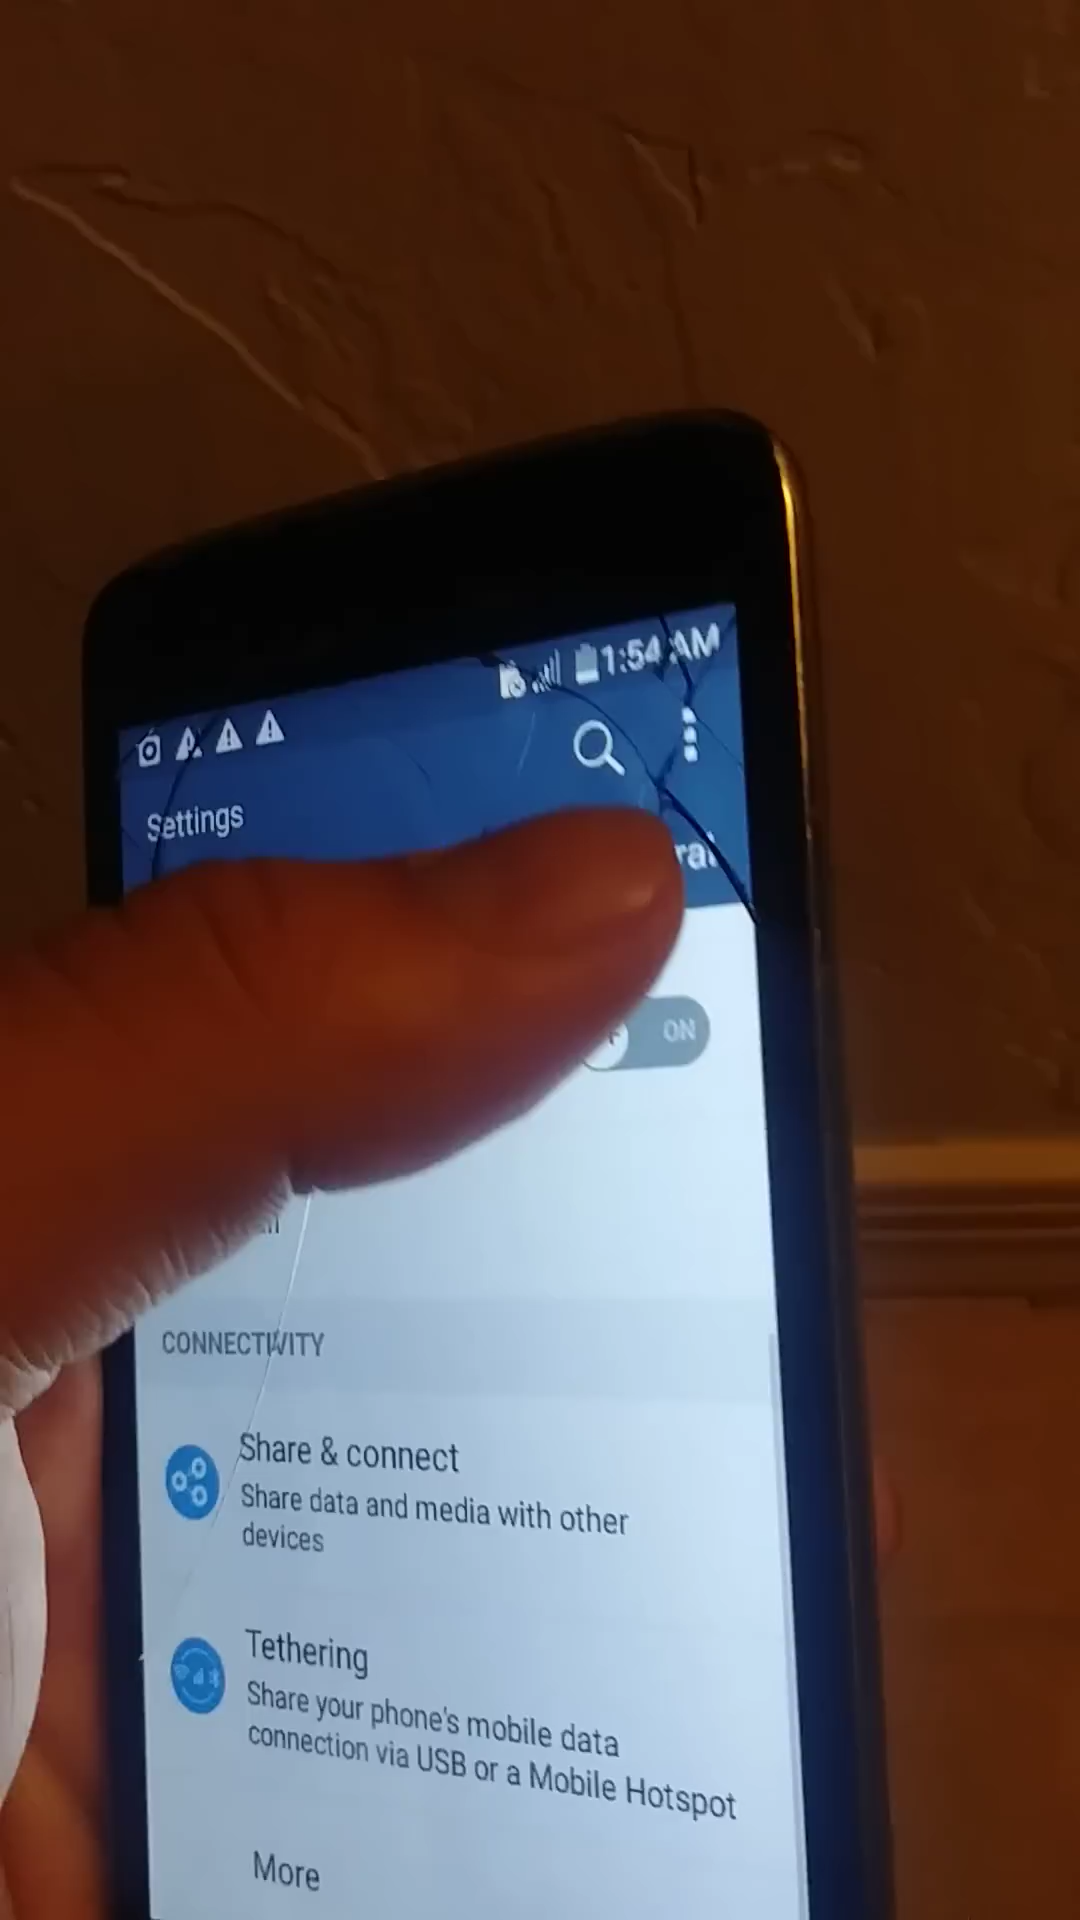 1:54 AM
Settings
ON
CONNECTIVITY
Share & connect
Share data and media with other
devices
Tethering
Share your phone's mobile data
connection via USB or a Mobile Hotspot
More